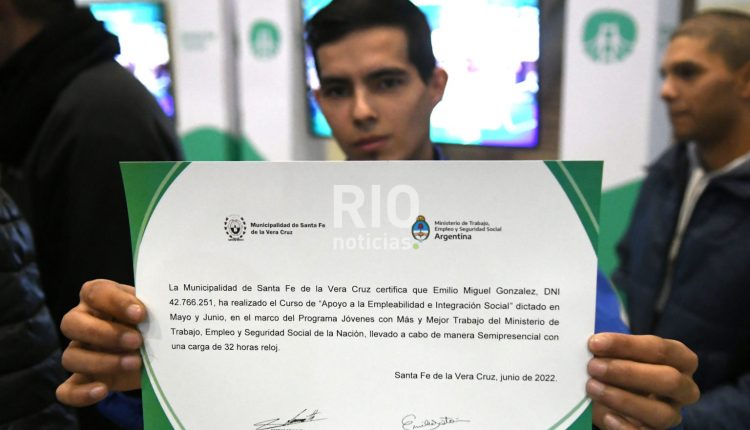 Municipalidad de Santa Fe
de la Vera Cruz
Ministerio de Trabajo,
Empleo y Seguridad Social
Argentina
RIO
noticias.
La Municipalidad de Santa Fe de la Vera Cruz certifica que Emilio Miguel Gonzalez, DNI
42.766.251, ha realizado el Curso de "Apoyo a la Empleabilidad e Integración Social" dictado en
Mayo y Junio, en el marco del Programa Jóvenes con Más y Mejor Trabajo del Ministerio de
Trabajo, Empleo y Seguridad Social de la Nación, llevado a cabo de manera Semipresencial con
una carga de 32 horas reloj.
Santa Fe de la Vera Cruz, junio de 2022.